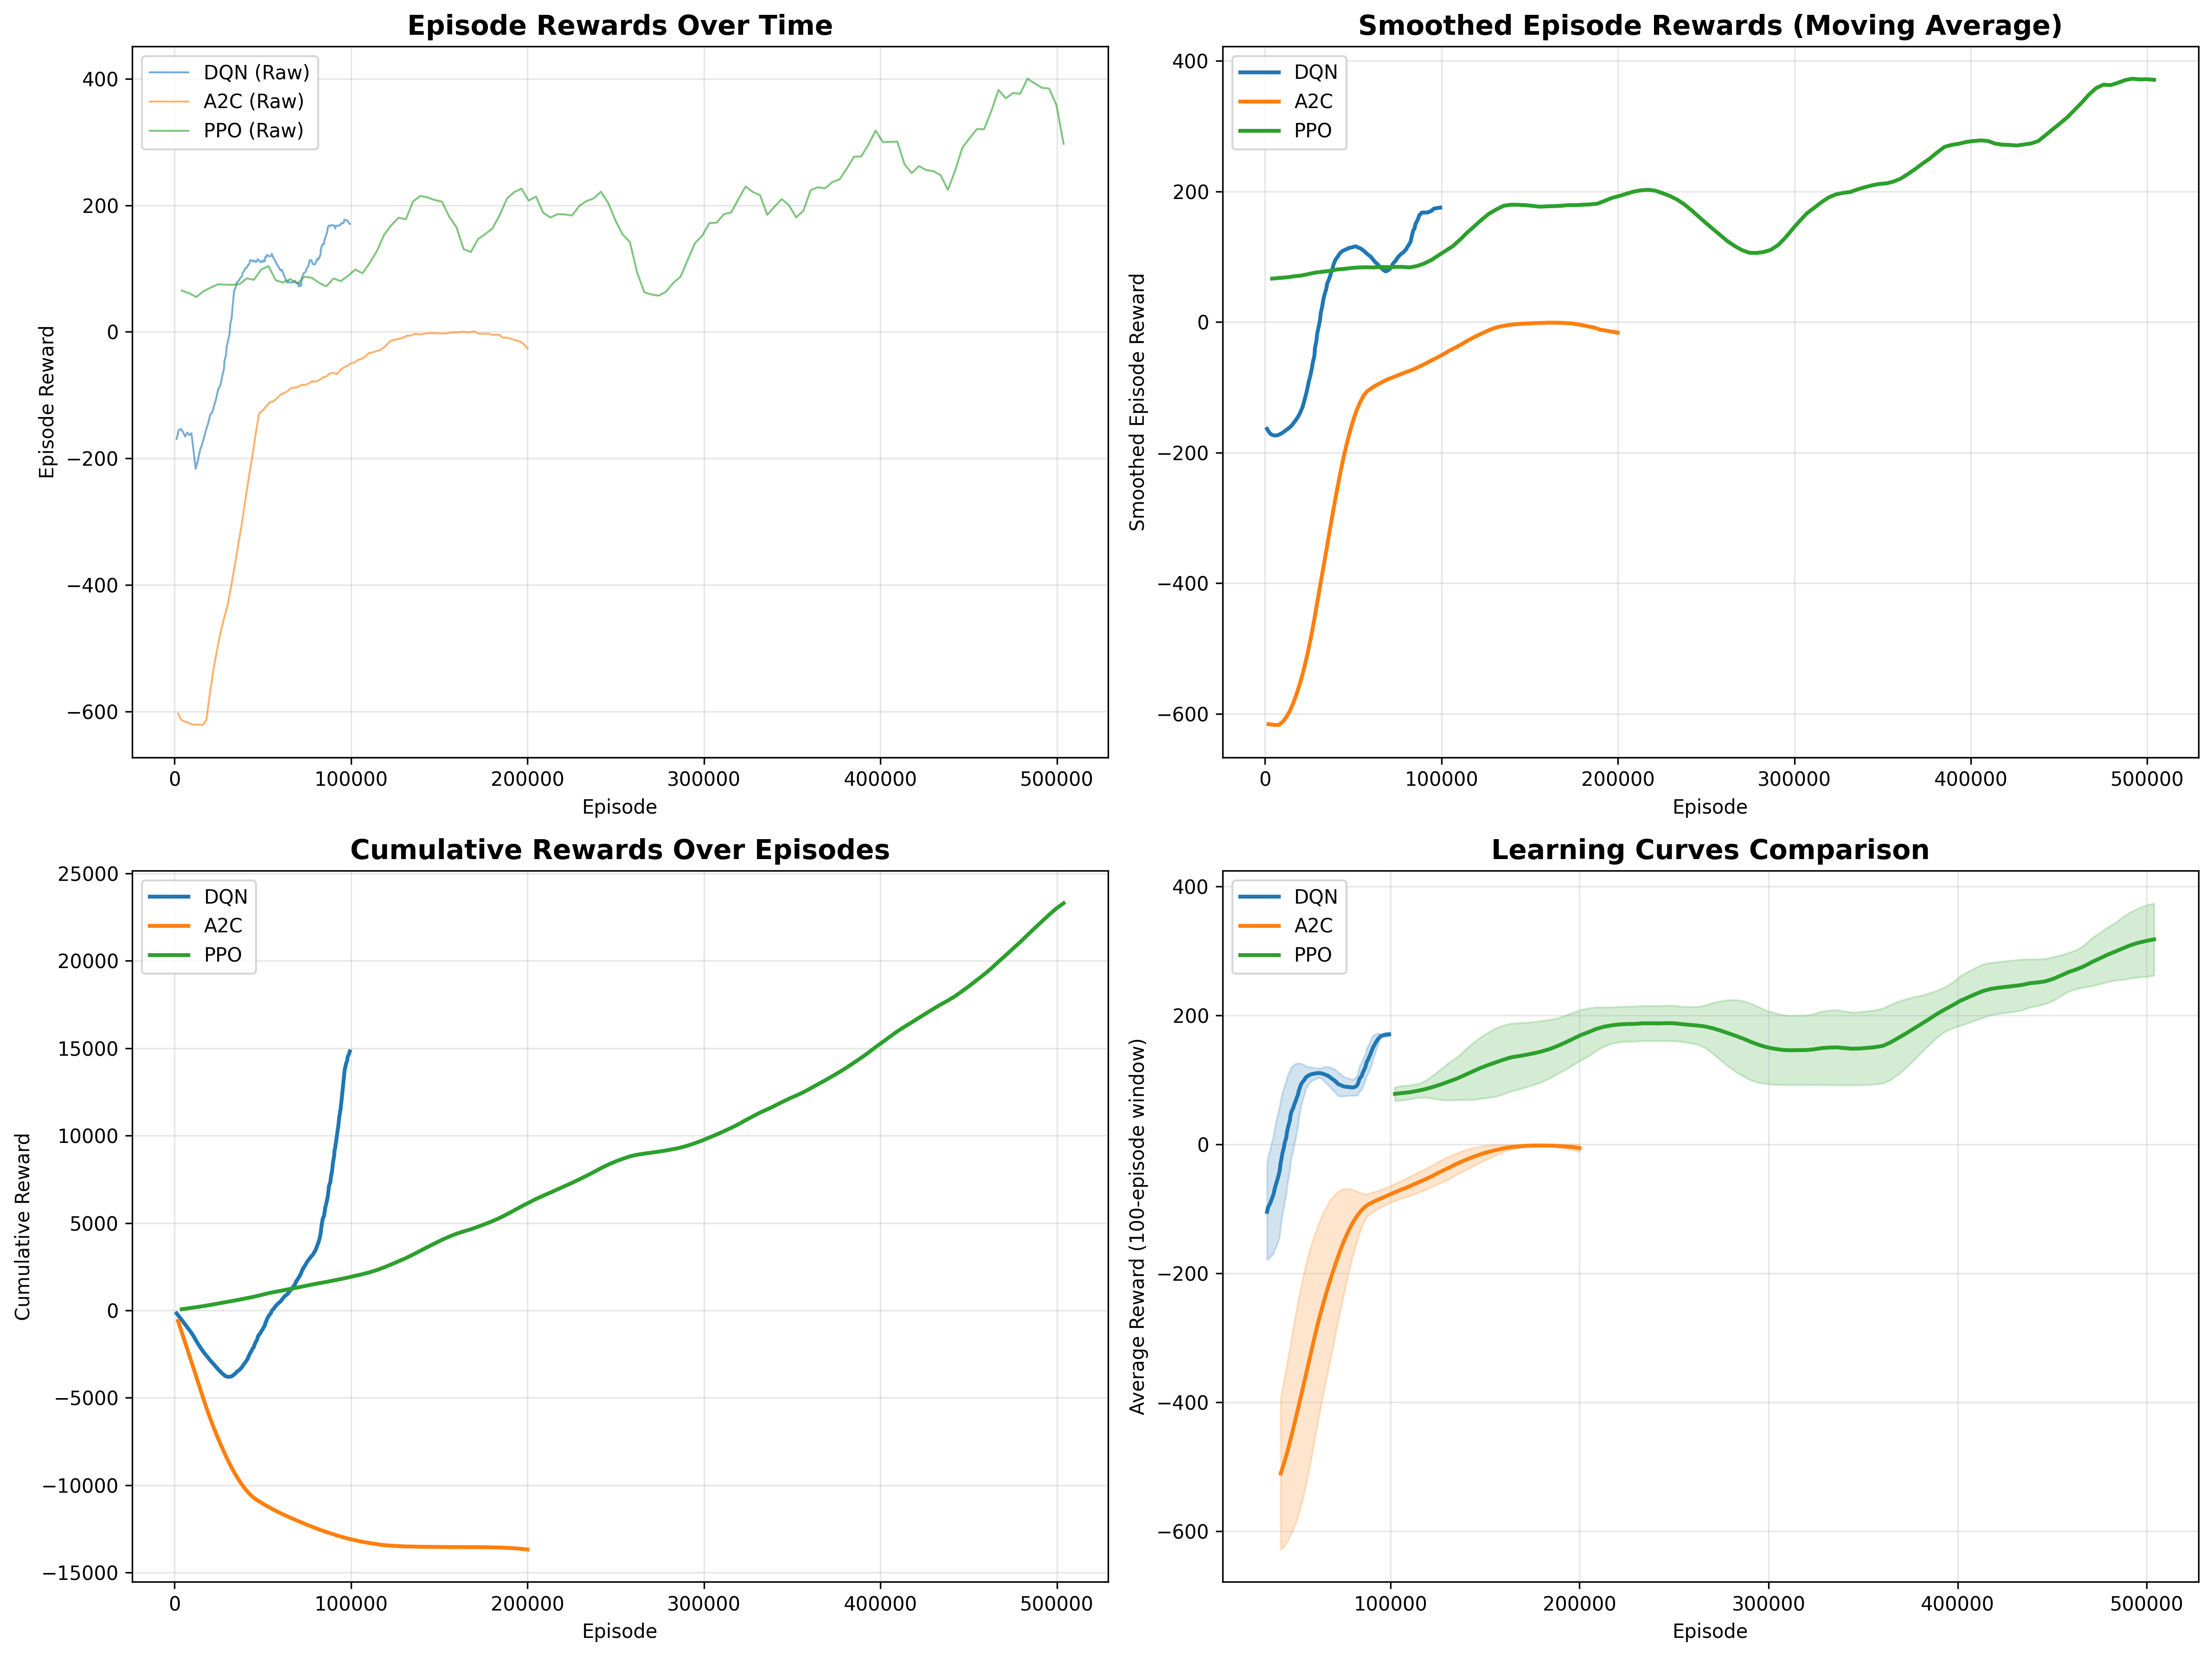 Episode Rewards Over Time
DQN (Raw)
A2C (Raw)
PPO (Raw)
400
200
0
−200
−400
−600
Episode Reward
0
100000
200000
300000
400000
500000
Episode
Smoothed Episode Rewards (Moving Average)
DQN
A2C
PPO
400
200
0
−200
−400
−600
Smoothed Episode Reward
0
100000
200000
300000
400000
500000
Episode
Cumulative Rewards Over Episodes
DQN
A2C
PPO
25000
20000
15000
10000
5000
0
−5000
−10000
−15000
Cumulative Reward
0
100000
200000
300000
400000
500000
Episode
Learning Curves Comparison
DQN
A2C
PPO
400
200
0
−200
−400
−600
Average Reward (100-episode window)
100000
200000
300000
400000
500000
Episode